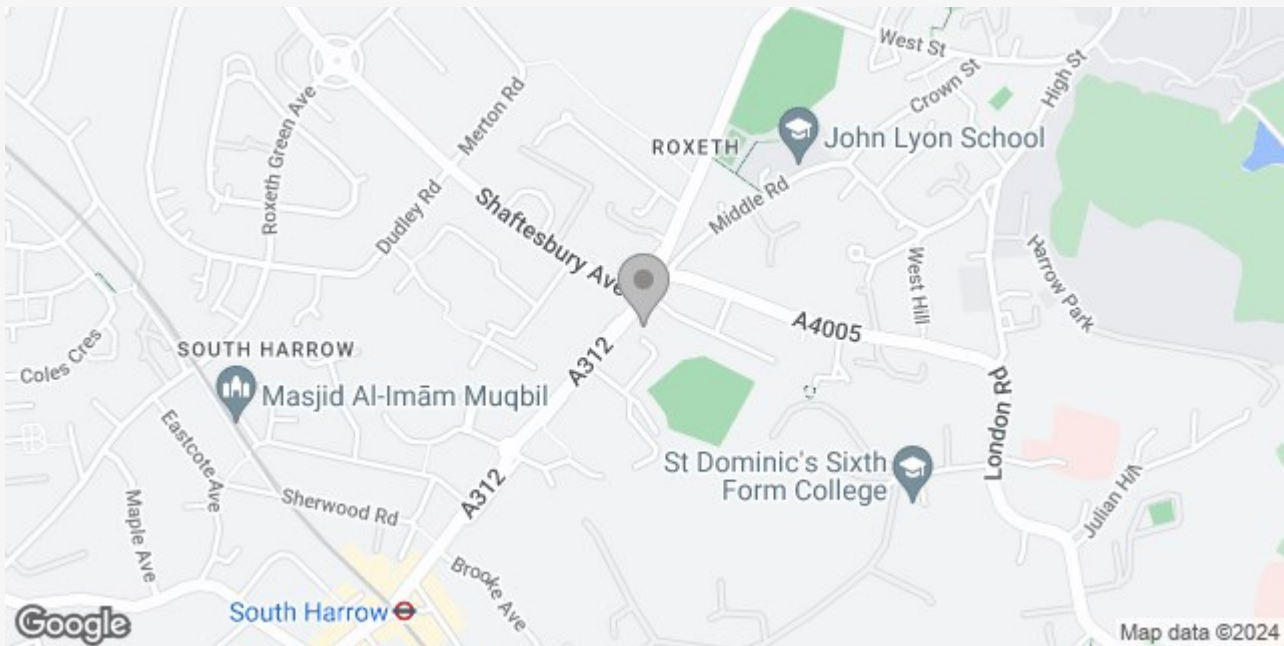 West St
Crown St
High St
Merton Rd
ROXETH
John Lyon School
Roxeth Green Ave
Dudley Rd
Shaftesbury Ave
Middle Rd
West Hill
Harrow Park
A4005
A312
SOUTH HARROW
Coles Cres
Masjid Al-Imām Muqbil
London Rd
Eastcote Ave
St Dominic's Sixth
Form College
A312
Sherwood Rd
Maple Ave
Julian Hill
Brooke Ave
South Harrow
Google
Map data ©2024